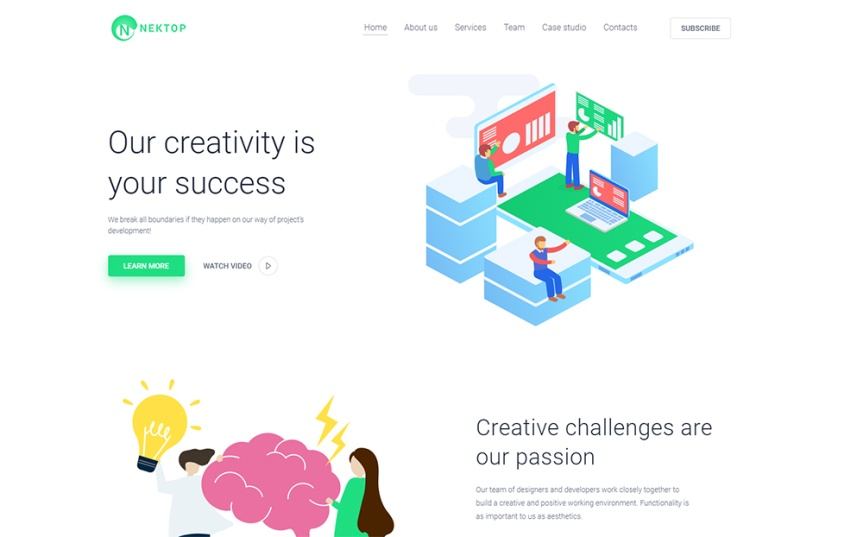 NEKTOP
Home About us Services Team Case studio Contacts SUBSCRIBE
Our creativity is
your success
We break all boundaries if they happen on our way of project's
development!
LEARN MORE WATCH VIDEO
Creative challenges are
our passion
Our team of designers and developers work closely together to
build a creative and positive working environment. Functionality is
as important to us as aesthetics.